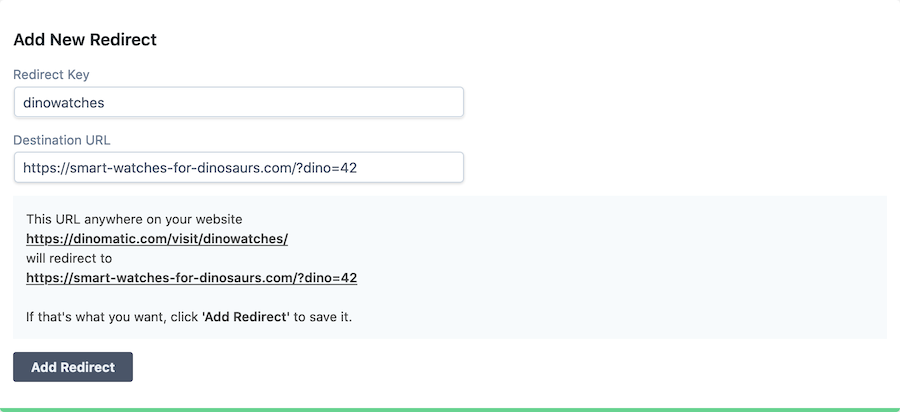 Add New Redirect
Redirect Key
dinowatches
Destination URL
https://smart-watches-for-dinosaurs.com/?dino=42
This URL anywhere on your website
https://dinomatic.com/visit/dinowatches/
will redirect to
https://smart-watches-for-dinosaurs.com/?dino=42
If that's what you want, click 'Add Redirect' to save it.
Add Redirect